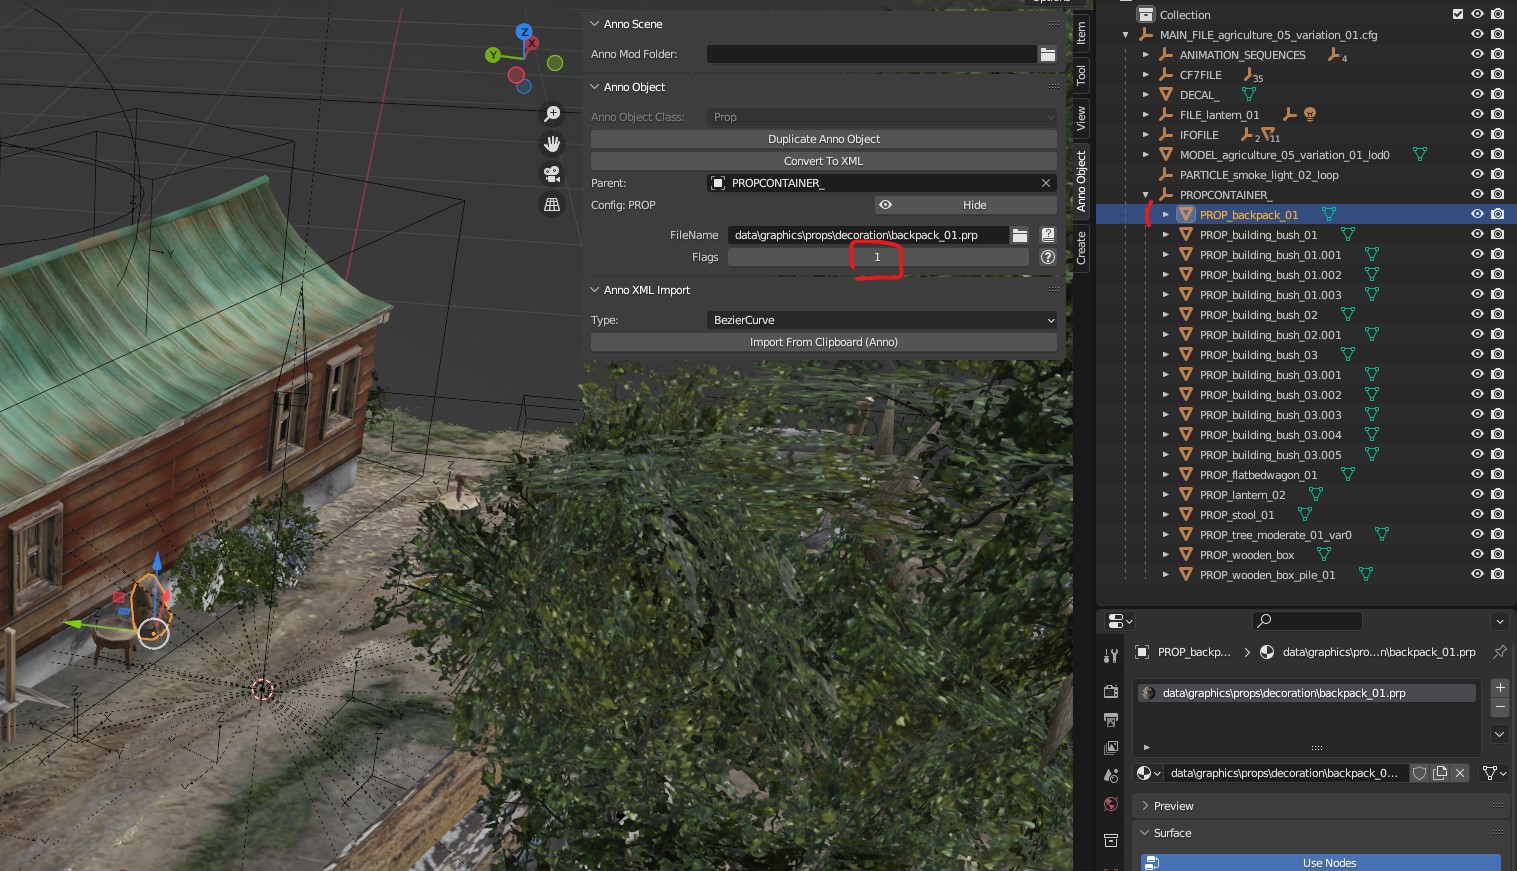 Options
Anno Scene
Anno Mod Folder:
Anno Object
Anno Object Class: Prop
Duplicate Anno Object
Convert To XML
Parent: PROPCONTAINER_
Config: PROP Hide
FileName data\graphics\props\decoration\backpack_01.prp
Flags 1
Anno XML Import
Type: BezierCurve
Import From Clipboard (Anno)
Item
Tool
View
Anno Object
Create
Z
X
Y
Collection
MAIN_FILE_agriculture_05_variation_01.cfg
ANIMATION_SEQUENCES 4
CF7FILE 35
DECAL_
FILE_lantern_01
IFOFILE 2 11
MODEL_agriculture_05_variation_01_lod0
PARTICLE_smoke_light_02_loop
PROPCONTAINER_
PROP_backpack_01
PROP_building_bush_01
PROP_building_bush_01.001
PROP_building_bush_01.002
PROP_building_bush_01.003
PROP_building_bush_02
PROP_building_bush_02.001
PROP_building_bush_03
PROP_building_bush_03.001
PROP_building_bush_03.002
PROP_building_bush_03.003
PROP_building_bush_03.004
PROP_building_bush_03.005
PROP_flatbedwagon_01
PROP_lantern_02
PROP_stool_01
PROP_tree_moderate_01_var0
PROP_wooden_box
PROP_wooden_box_pile_01
PROP_backp... data\graphics\pro...n\backpack_01.prp
data\graphics\props\decoration\backpack_01.prp
data\graphics\props\decoration\backpack_0...
Preview
Surface
Use Nodes